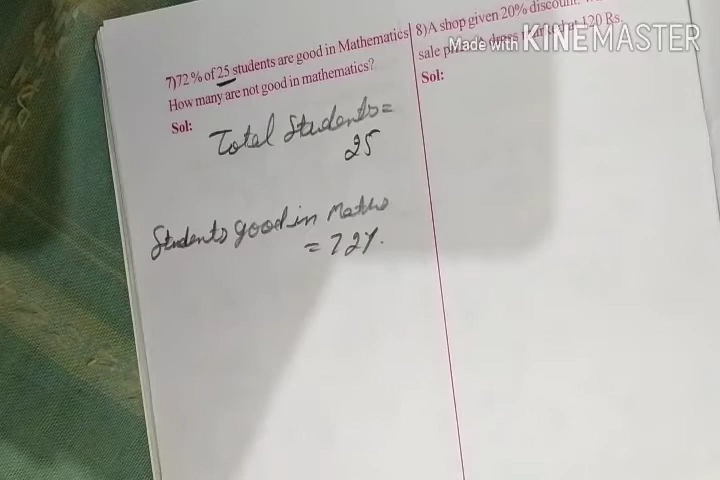 7)72 % of 25 students are good in Mathematics
How many are not good in mathematics?
Sol:
Total Students=
25
Students good in Maths
= 72%.
8)A shop given 20% discount.
sale 120 Rs.
Sol:
Made with KINEMASTER